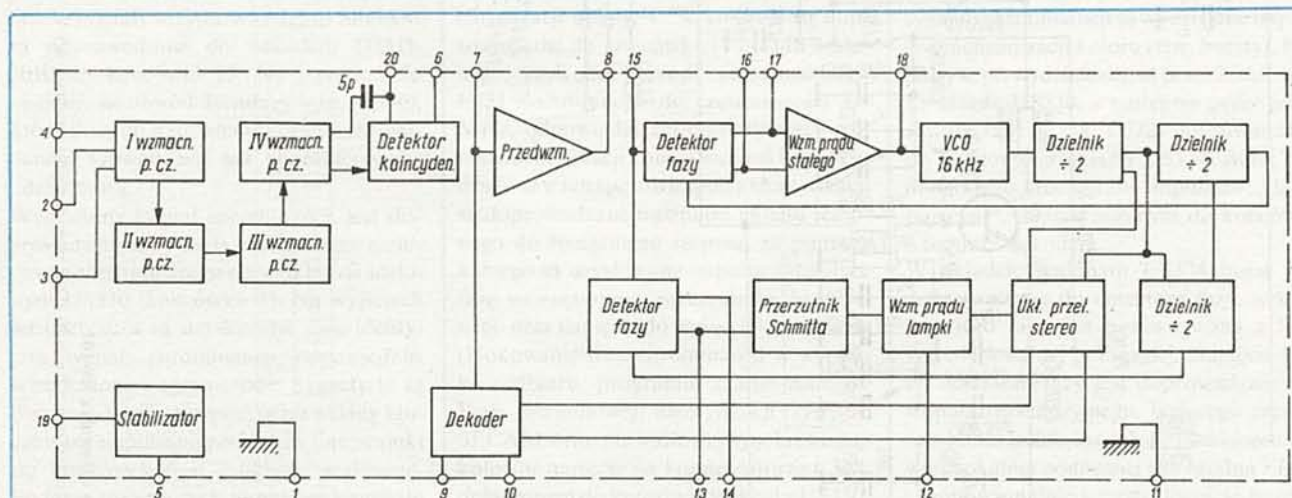 20
6
7
8
15
16
17
18
5p
4
I wzmacn.
p. cz.
IV wzmacn.
p.cz.
Detektor
koincyden.
Przedwzm.
Detektor
fazy
Wzm. prądu
stałego
VCO
76 kHz
Dzielnik
÷ 2
Dzielnik
÷ 2
2
II wzmacn.
p.cz.
III wzmacn.
p.cz.
3
Detektor
fazy
Przerzutnik
Schmitta
Wzm. prądu
lampki
Ukł. przeł.
stereo
Dzielnik
÷ 2
19
Stabilizator
Dekoder
5
1
9
10
13
14
12
11